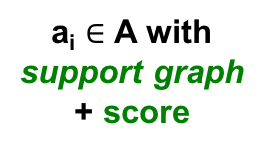 aᵢ ∈ A with
support graph
+ score